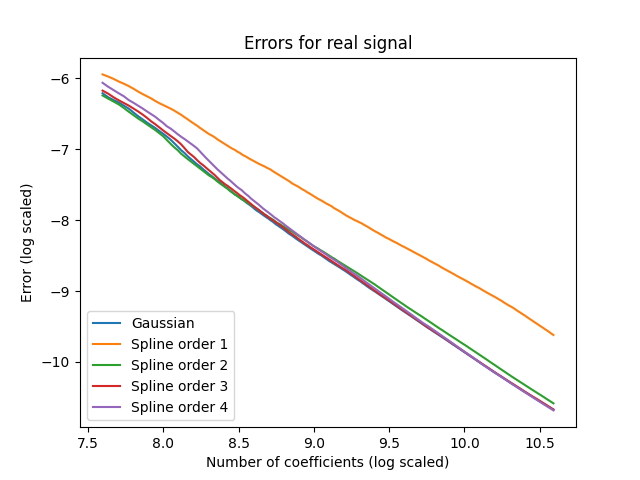 Errors for real signal
Error (log scaled)
−6
−7
−8
−9
−10
Gaussian
Spline order 1
Spline order 2
Spline order 3
Spline order 4
7.5 8.0 8.5 9.0 9.5 10.0 10.5
Number of coefficients (log scaled)